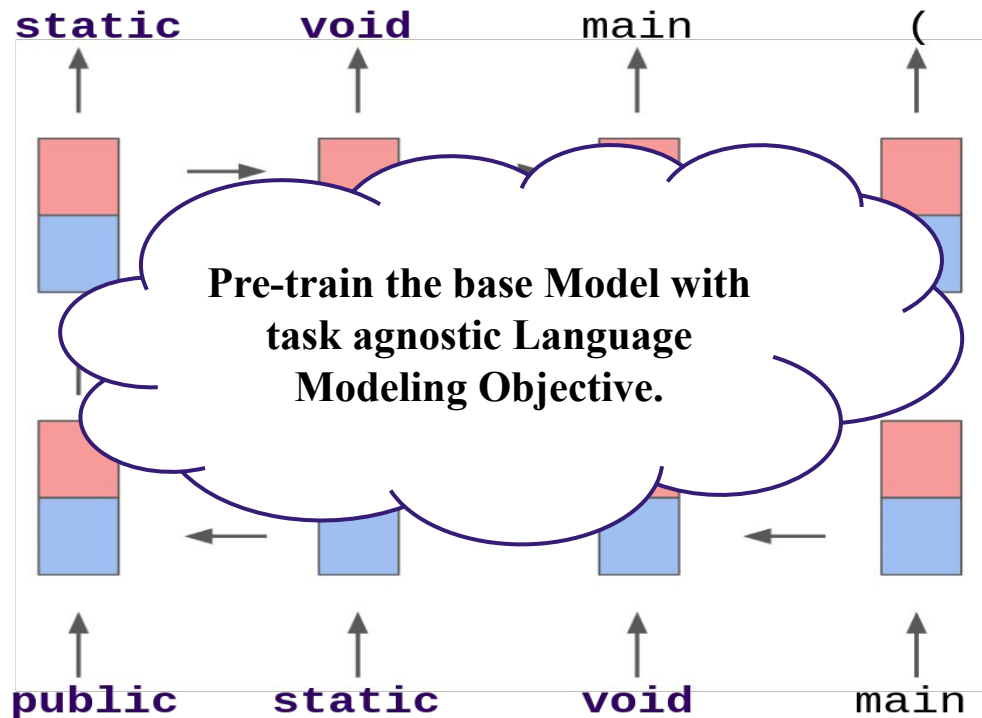 static void main (
Pre-train the base Model with
task agnostic Language
Modeling Objective.
public static void main